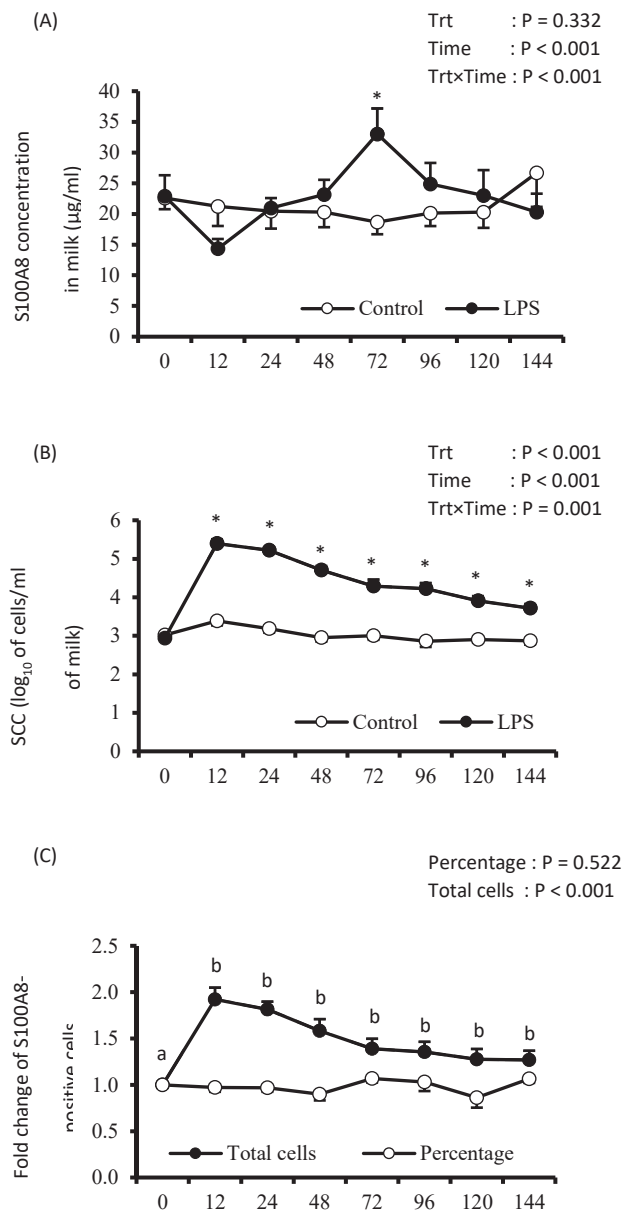 (A)
Trt : P = 0.332
Time : P < 0.001
Trt×Time : P < 0.001
S100A8 concentration
in milk (µg/ml)
40
35
30
25
20
15
10
5
0
*
Control LPS
0 12 24 48 72 96 120 144
(B)
Trt : P < 0.001
Time : P < 0.001
Trt×Time : P = 0.001
SCC (log10 of cells/ml
of milk)
6
5
4
3
2
1
0
* * * * * * *
Control LPS
0 12 24 48 72 96 120 144
(C)
Percentage : P = 0.522
Total cells : P < 0.001
Fold change of S100A8-
positive cells
2.5
2.0
1.5
1.0
0.5
0.0
a b b b b b b b
Total cells Percentage
0 12 24 48 72 96 120 144